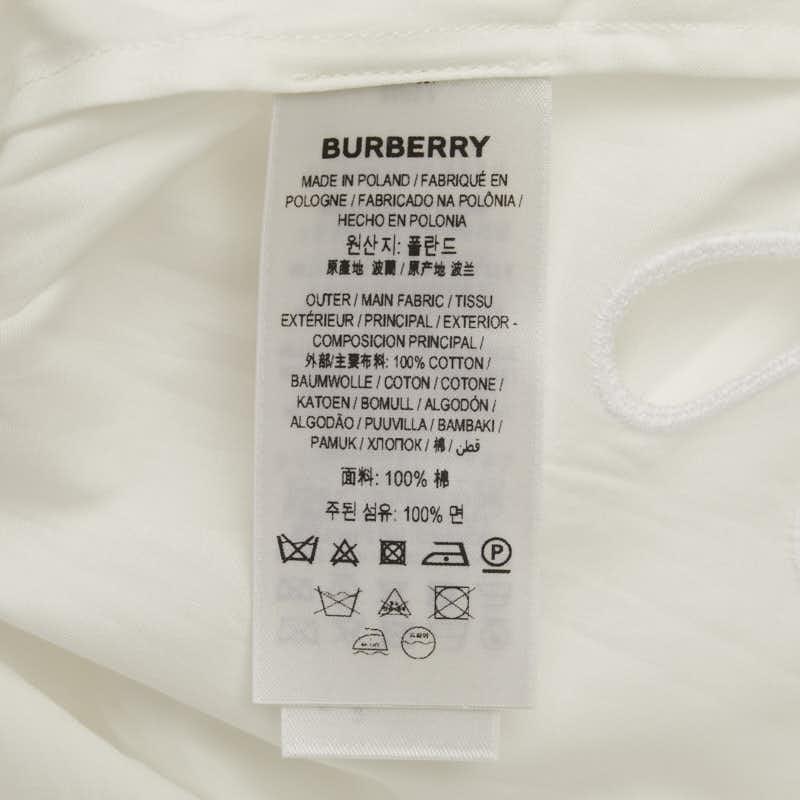 BURBERRY
MADE IN POLAND / FABRIQUÉ EN
POLOGNE / FABRICADO NA POLÔNIA /
HECHO EN POLONIA
원산지: 폴란드
原產地 波蘭 / 原产地 波兰
OUTER / MAIN FABRIC / TISSU
EXTÉRIEUR / PRINCIPAL / EXTERIOR -
COMPOSICION PRINCIPAL /
外部/主要布料: 100% COTTON /
BAUMWOLLE / COTON / COTONE /
KATOEN / BOMULL / ALGODÓN /
ALGODÃO / PUUVILLA / BAMBAKI /
PAMUK / ХЛОПОК / 棉 / قطن
面料: 100% 棉
주된 섬유: 100% 면
P